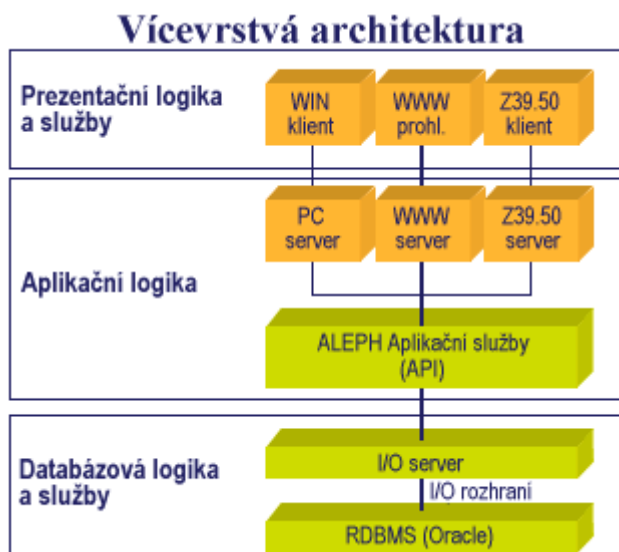 Vícevrstvá architektura
Prezentační logika
a služby
WIN
klient
WWW
prohl.
Z39.50
klient
Aplikační logika
PC
server
WWW
server
Z39.50
server
ALEPH Aplikační služby
(API)
Databázová logika
a služby
I/O server
I/O rozhraní
RDBMS (Oracle)